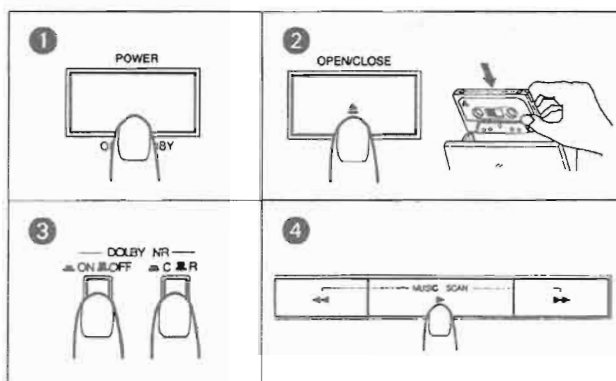 1
POWER
2
OPEN/CLOSE
3
DOLBY NR
ON OFF C R
4
MUSIC SCAN